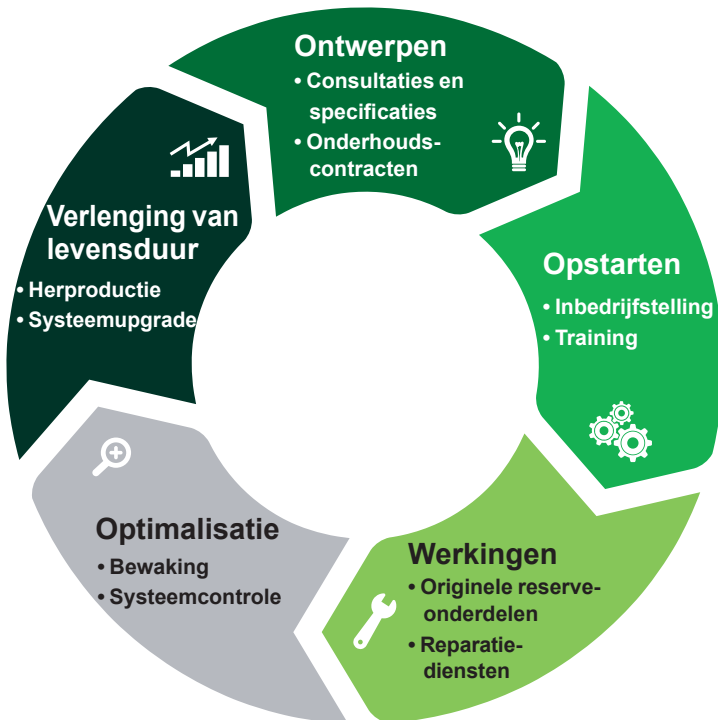 Ontwerpen
• Consultaties en
specificaties
• Onderhouds-
contracten
Opstarten
• Inbedrijfstelling
• Training
Werkingen
• Originele reserve-
onderdelen
• Reparatie-
diensten
Optimalisatie
• Bewaking
• Systeemcontrole
Verlenging van
levensduur
• Herproductie
• Systeemupgrade